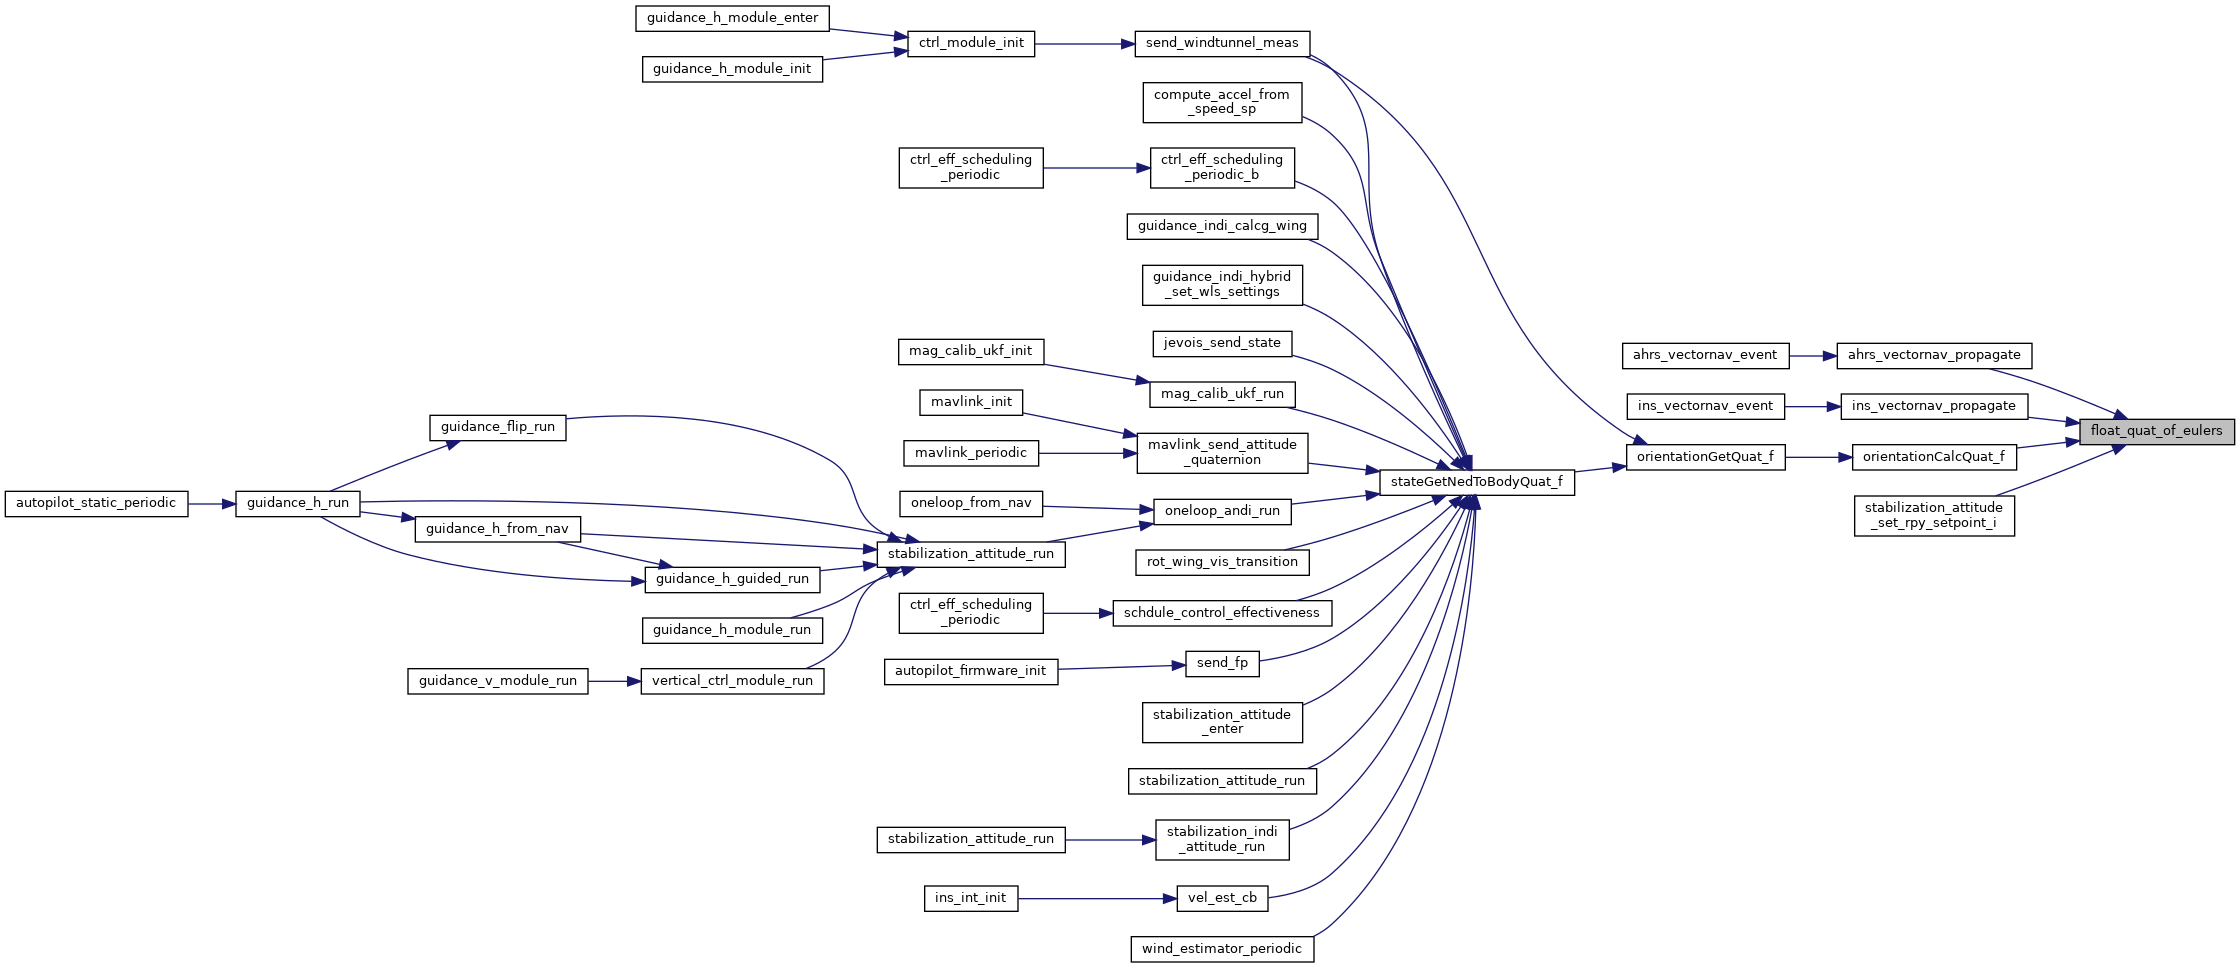 guidance_h_module_enter
guidance_h_module_init
ctrl_module_init
send_windtunnel_meas
compute_accel_from
_speed_sp
ctrl_eff_scheduling
_periodic
ctrl_eff_scheduling
_periodic_b
guidance_indi_calcg_wing
guidance_indi_hybrid
_set_wls_settings
jevois_send_state
mag_calib_ukf_init
mag_calib_ukf_run
mavlink_init
mavlink_periodic
mavlink_send_attitude
_quaternion
oneloop_from_nav
oneloop_andi_run
autopilot_static_periodic
guidance_h_run
guidance_flip_run
guidance_h_from_nav
guidance_h_guided_run
guidance_h_module_run
guidance_v_module_run
vertical_ctrl_module_run
stabilization_attitude_run
rot_wing_vis_transition
ctrl_eff_scheduling
_periodic
schdule_control_effectiveness
autopilot_firmware_init
send_fp
stabilization_attitude
_enter
stabilization_attitude_run
stabilization_attitude_run
stabilization_indi
_attitude_run
ins_int_init
vel_est_cb
wind_estimator_periodic
stateGetNedToBodyQuat_f
ahrs_vectornav_event
ahrs_vectornav_propagate
ins_vectornav_event
ins_vectornav_propagate
orientationGetQuat_f
orientationCalcQuat_f
stabilization_attitude
_set_rpy_setpoint_i
float_quat_of_eulers